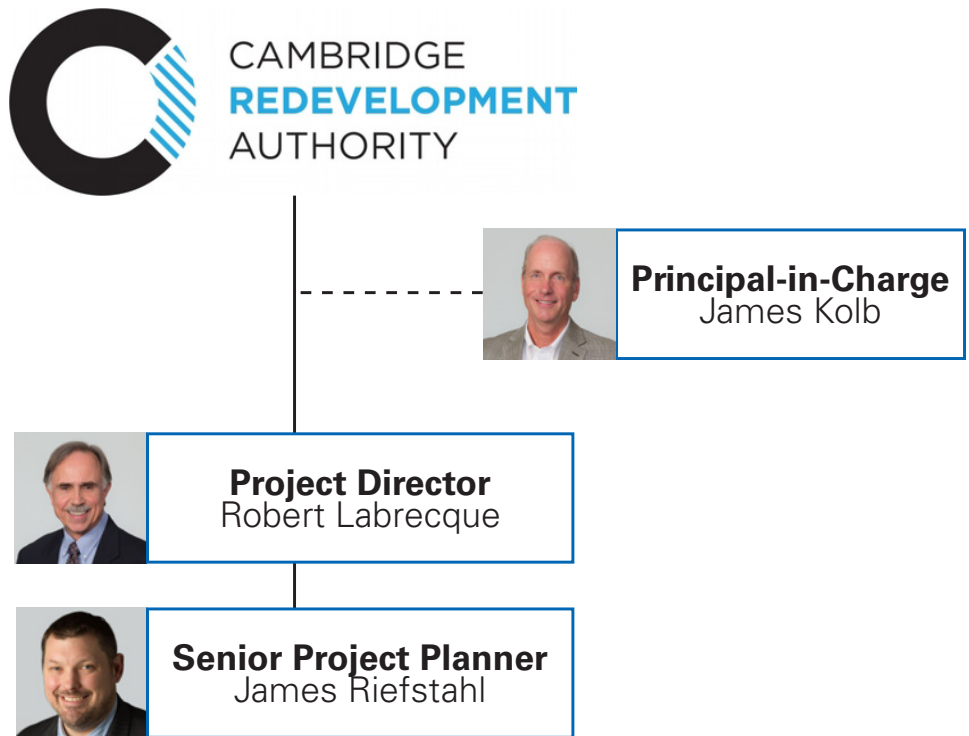 CAMBRIDGE
REDEVELOPMENT
AUTHORITY
Principal-in-Charge
James Kolb
Project Director
Robert Labrecque
Senior Project Planner
James Riefstahl